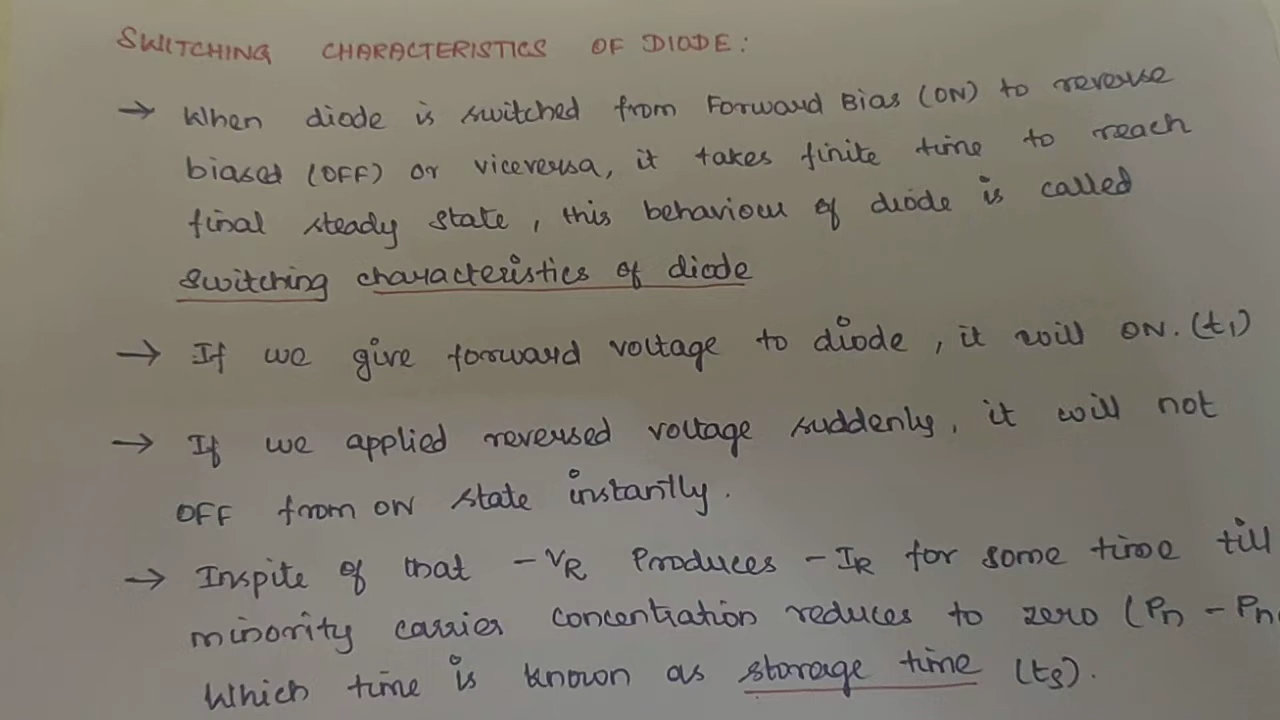 SWITCHING CHARACTERISTICS OF DIODE:
→ When diode is switched from Forward Bias (ON) to reverse
biased (OFF) or viceversa, it takes finite time to reach
final steady state, this behaviour of diode is called
Switching characteristics of diode
→ If we give forward voltage to diode, it will ON. (t1)
→ If we applied reversed voltage suddenly, it will not
OFF from ON state instantly.
→ Inspite of that -VR Produces -IR for some time till
minority carrier concentration reduces to zero (Pn - Pn
Which time is known as storage time (ts).